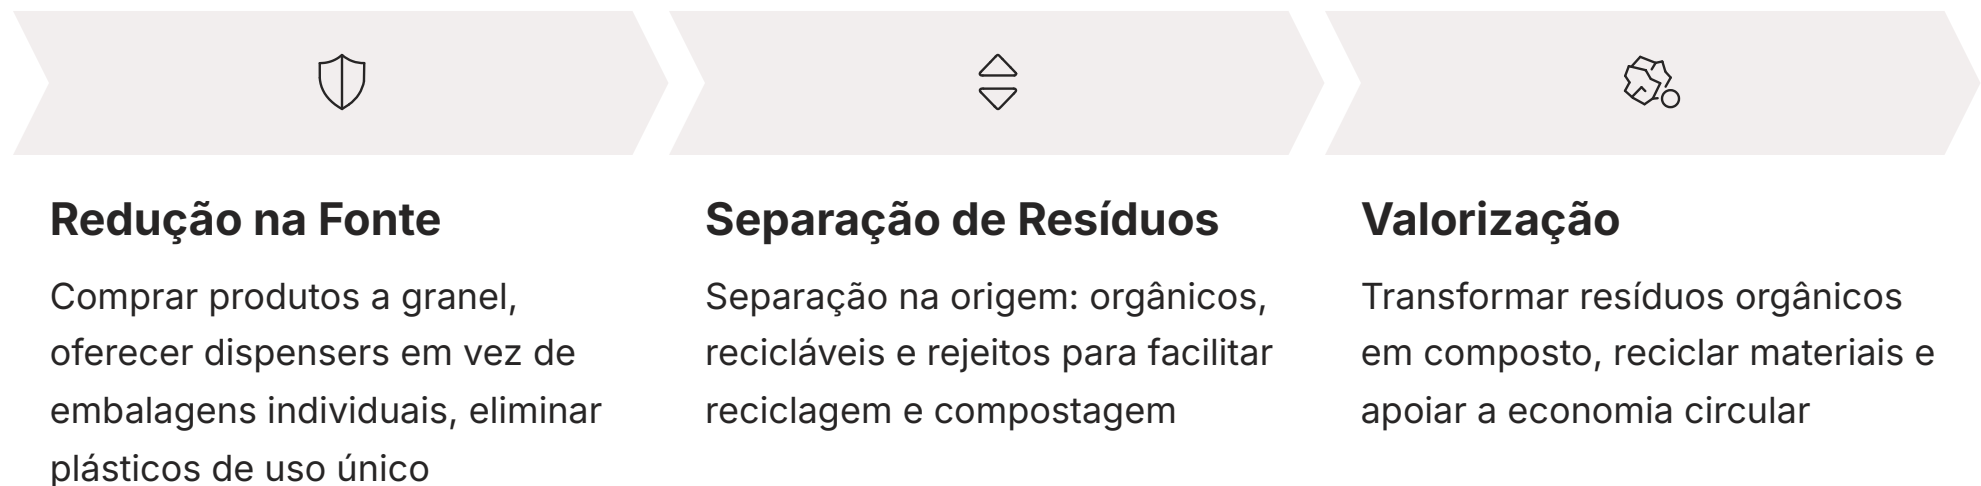 Redução na Fonte
Comprar produtos a granel,
oferecer dispensers em vez de
embalagens individuais, eliminar
plásticos de uso único
Separação de Resíduos
Separação na origem: orgânicos,
recicláveis e rejeitos para facilitar
reciclagem e compostagem
Valorização
Transformar resíduos orgânicos
em composto, reciclar materiais e
apoiar a economia circular